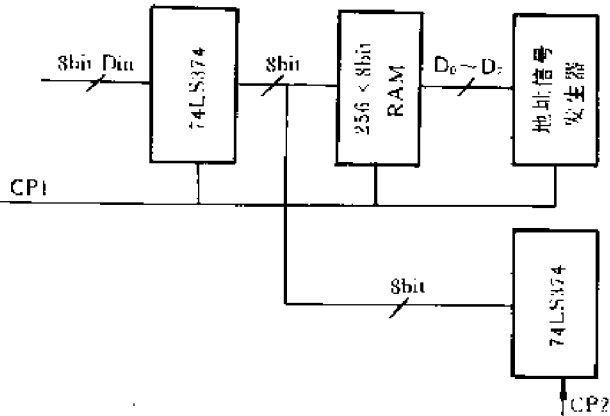 8bit Din
74LS374
8bit
256×8bit
RAM
D₀~D₇
地址信号
发生器
CP1
8bit
74LS374
CP2